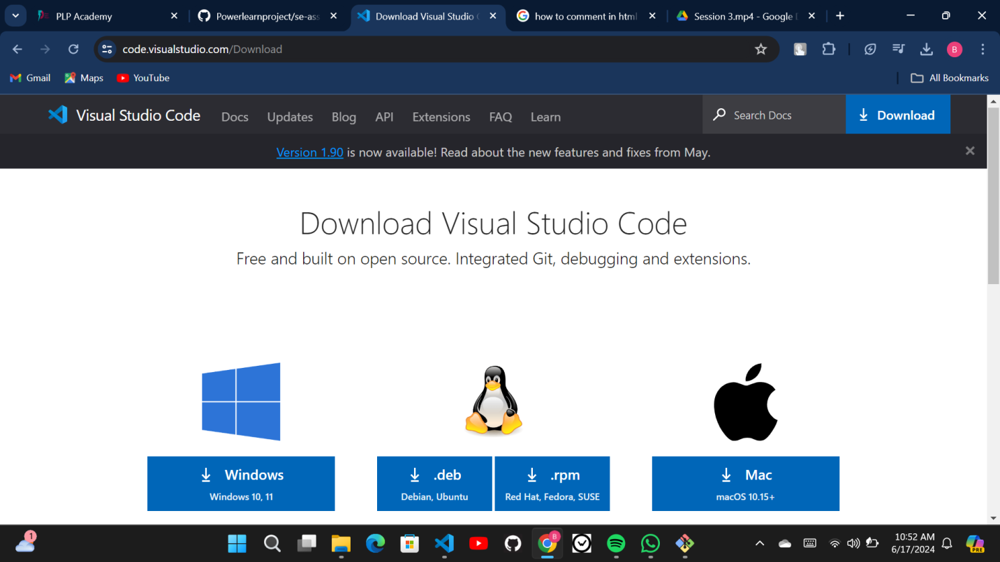 PLP Academy
Powerlearnproject/se-ass
Download Visual Studio C
how to comment in html
Session 3.mp4 - Google D
code.visualstudio.com/Download
B
Gmail
Maps
YouTube
All Bookmarks
Visual Studio Code
Docs
Updates
Blog
API
Extensions
FAQ
Learn
Search Docs
Download
Version 1.90 is now available! Read about the new features and fixes from May.
Download Visual Studio Code
Free and built on open source. Integrated Git, debugging and extensions.
Windows
Windows 10, 11
.deb
Debian, Ubuntu
.rpm
Red Hat, Fedora, SUSE
Mac
macOS 10.15+
1
B
10:52 AM
6/17/2024
PRE